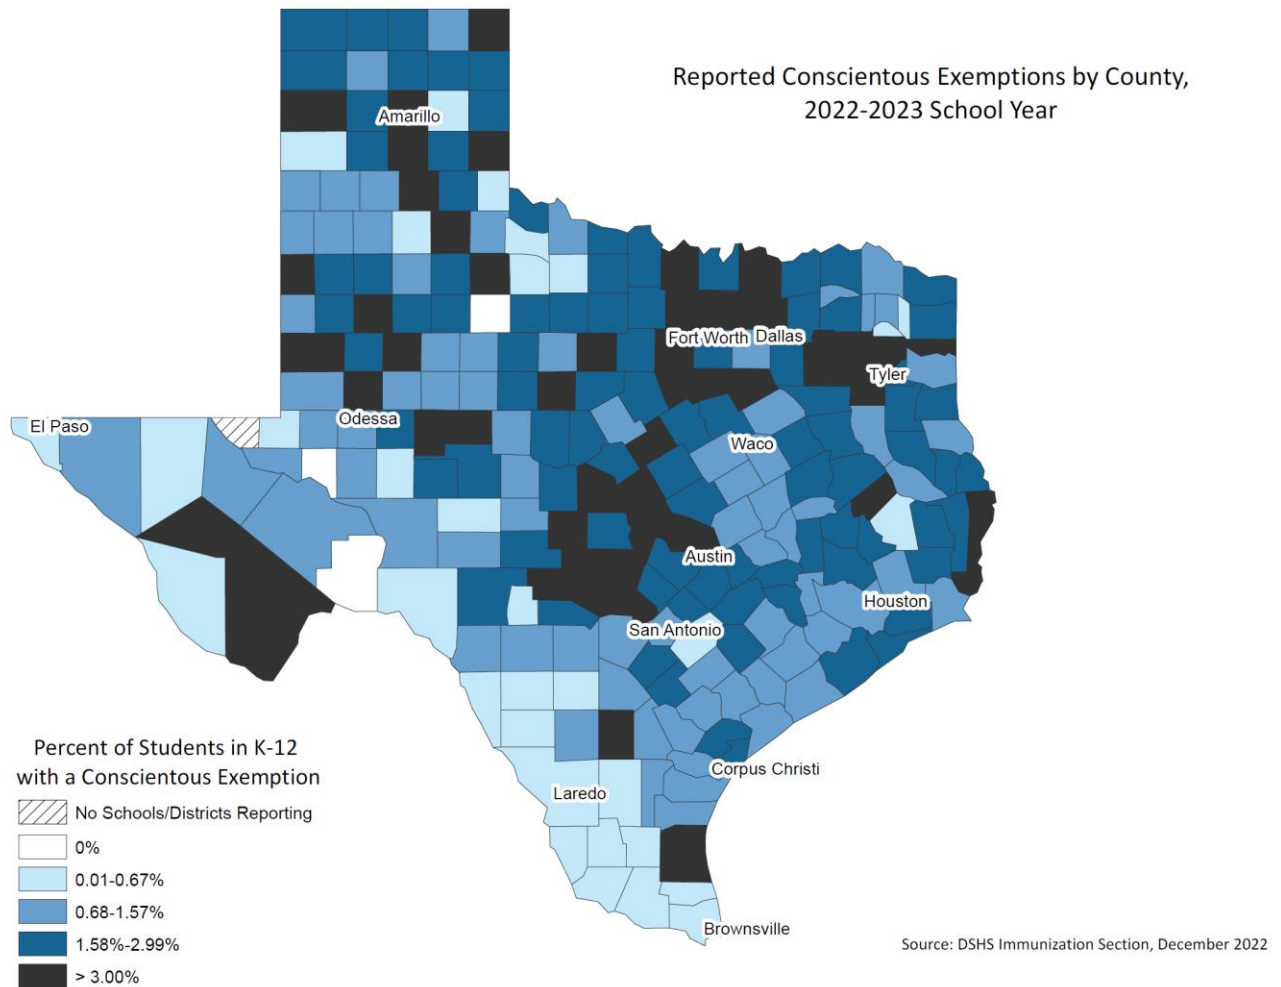 Reported Conscientous Exemptions by County,
2022-2023 School Year
Amarillo
Fort Worth
Dallas
Tyler
El Paso
Odessa
Waco
Austin
Houston
San Antonio
Corpus Christi
Laredo
Brownsville
Percent of Students in K-12
with a Conscientous Exemption
No Schools/Districts Reporting
0%
0.01-0.67%
0.68-1.57%
1.58%-2.99%
> 3.00%
Source: DSHS Immunization Section, December 2022